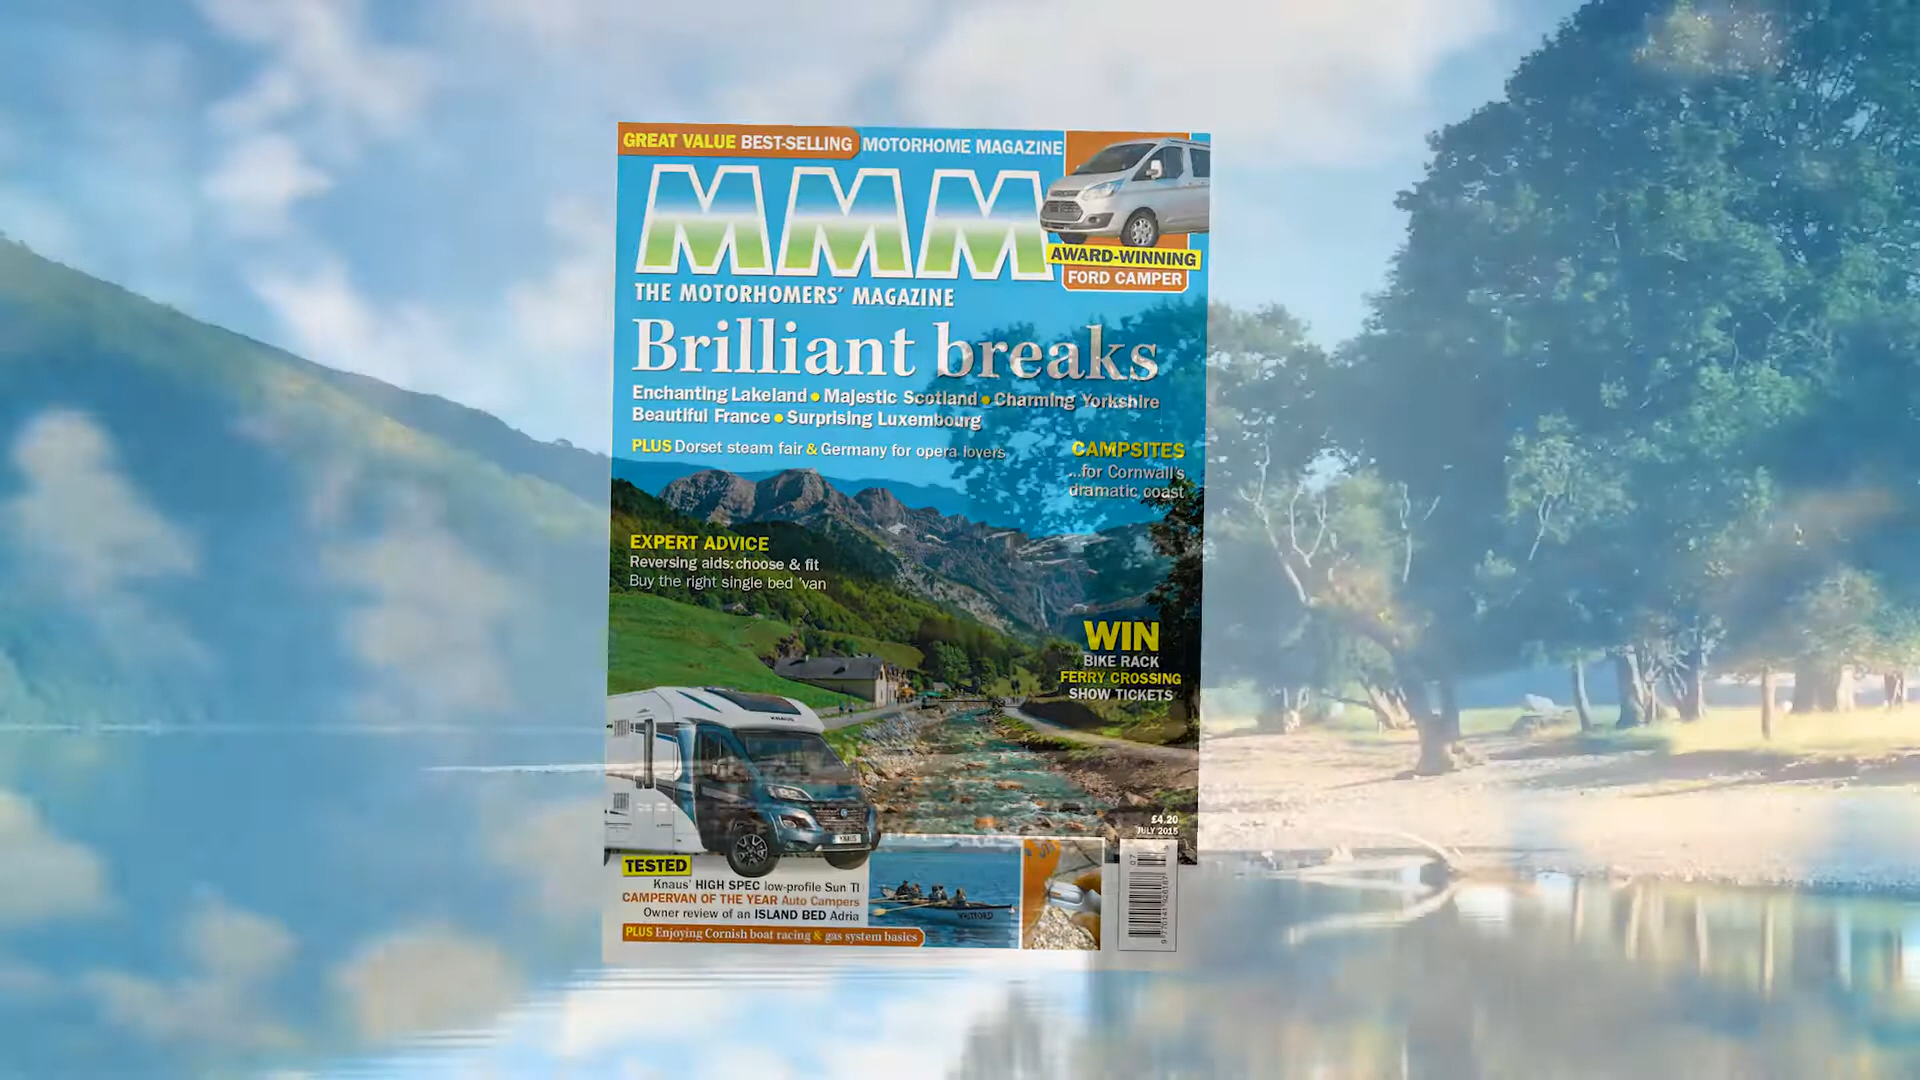 GREAT VALUE BEST-SELLING MOTORHOME MAGAZINE
MMM
AWARD-WINNING
FORD CAMPER
THE MOTORHOMERS' MAGAZINE
Brilliant breaks
Enchanting Lakeland • Majestic Scotland • Charming Yorkshire
Beautiful France • Surprising Luxembourg
PLUS Dorset steam fair & Germany for opera lovers
CAMPSITES
...for Cornwall's
dramatic coast
EXPERT ADVICE
Reversing aids: choose & fit
Buy the right single bed 'van
WIN
BIKE RACK
FERRY CROSSING
SHOW TICKETS
KNAUS
KNAUS
£4.20
JULY 2015
TESTED
Knaus' HIGH SPEC low-profile Sun TI
CAMPERVAN OF THE YEAR Auto Campers
Owner review of an ISLAND BED Adria
PLUS Enjoying Cornish boat racing & gas system basics
07